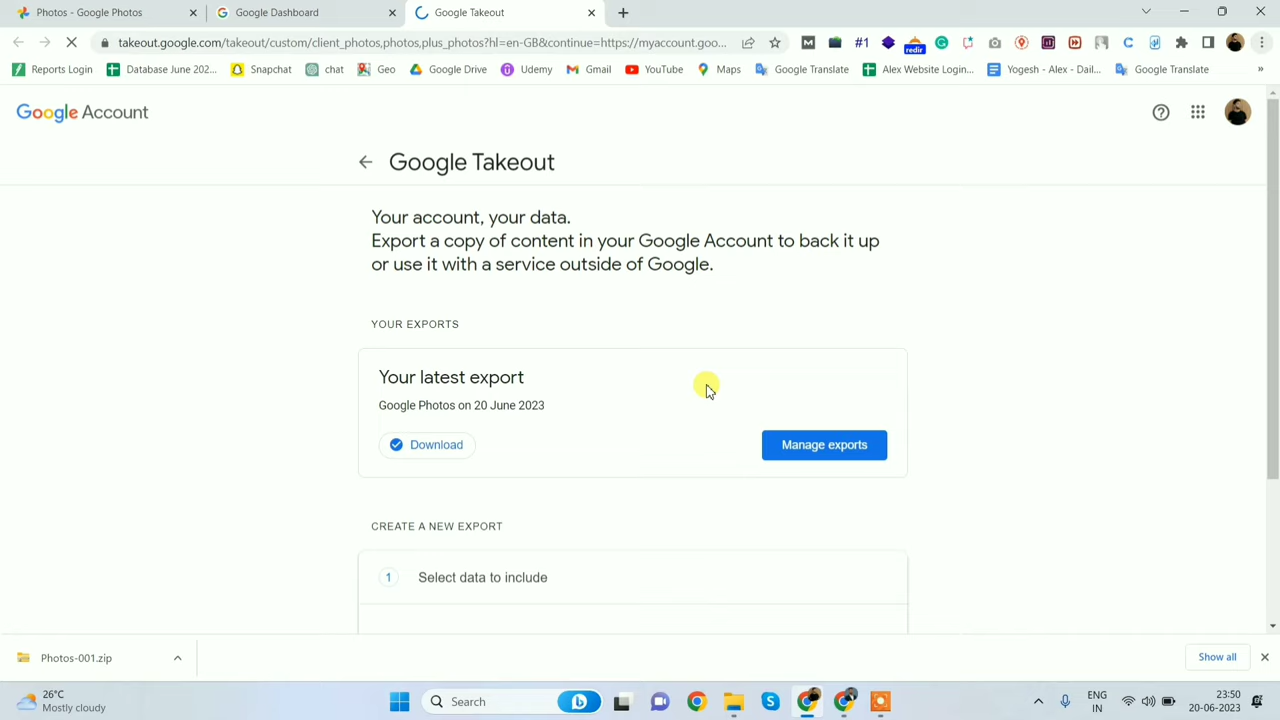 Photos - Google Photos
Google Dashboard
Google Takeout
takeout.google.com/takeout/custom/client_photos,photos,plus_photos?hl=en-GB&continue=https://myaccount.goo...
#1
redir
Reports Login
Database June 202...
Snapchat
chat
Geo
Google Drive
Udemy
Gmail
YouTube
Maps
Google Translate
Alex Website Login...
Yogesh - Alex - Dail...
Google Translate
»
Google Account
Google Takeout
Your account, your data.
Export a copy of content in your Google Account to back it up
or use it with a service outside of Google.
YOUR EXPORTS
Your latest export
Google Photos on 20 June 2023
Download
Manage exports
CREATE A NEW EXPORT
1 Select data to include
Photos-001.zip
Show all
26°C
Mostly cloudy
Search
ENG
IN
23:50
20-06-2023